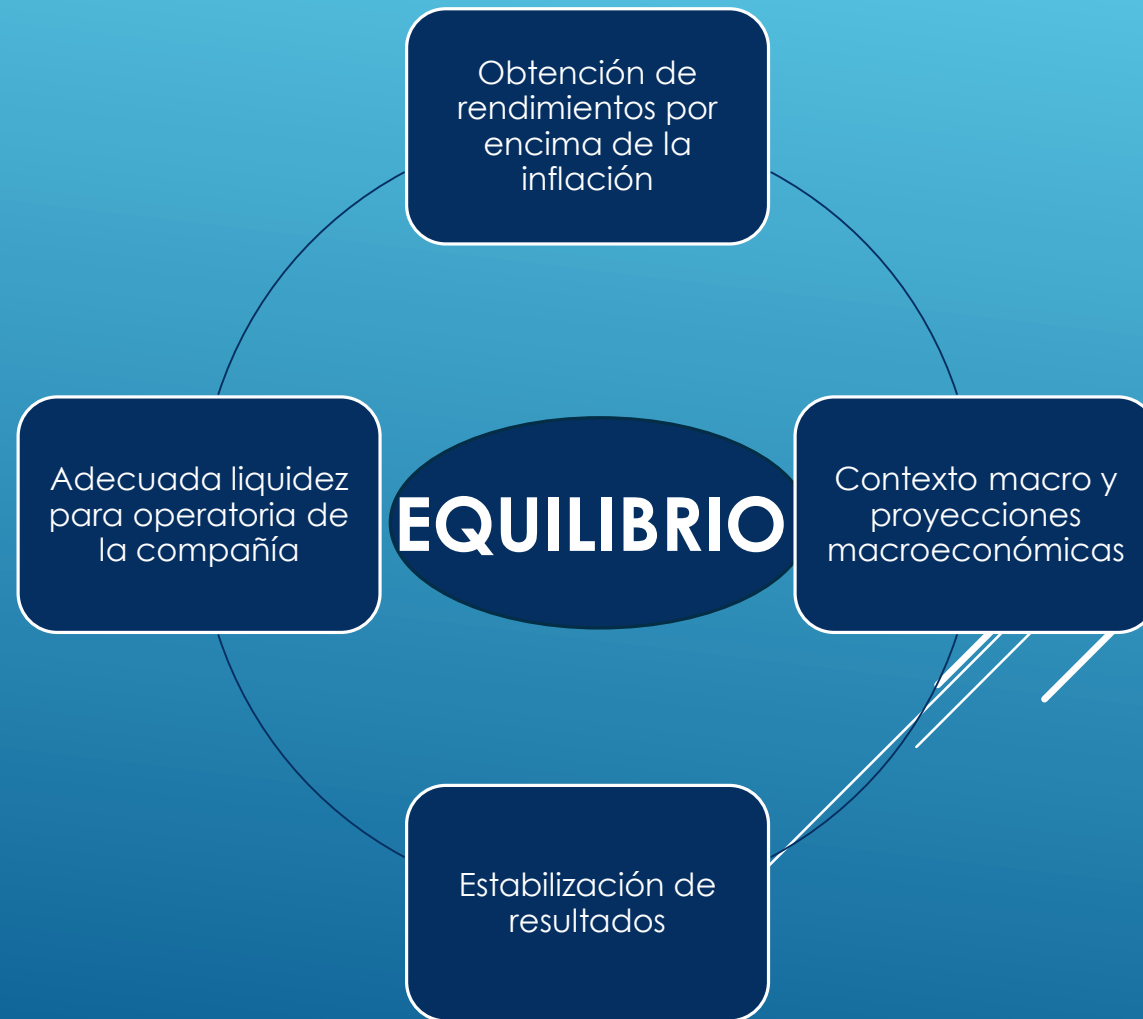 Obtención de
rendimientos por
encima de la
inflación
Adecuada liquidez
para operatoria de
la compañía
EQUILIBRIO
Contexto macro y
proyecciones
macroeconómicas
Estabilización de
resultados